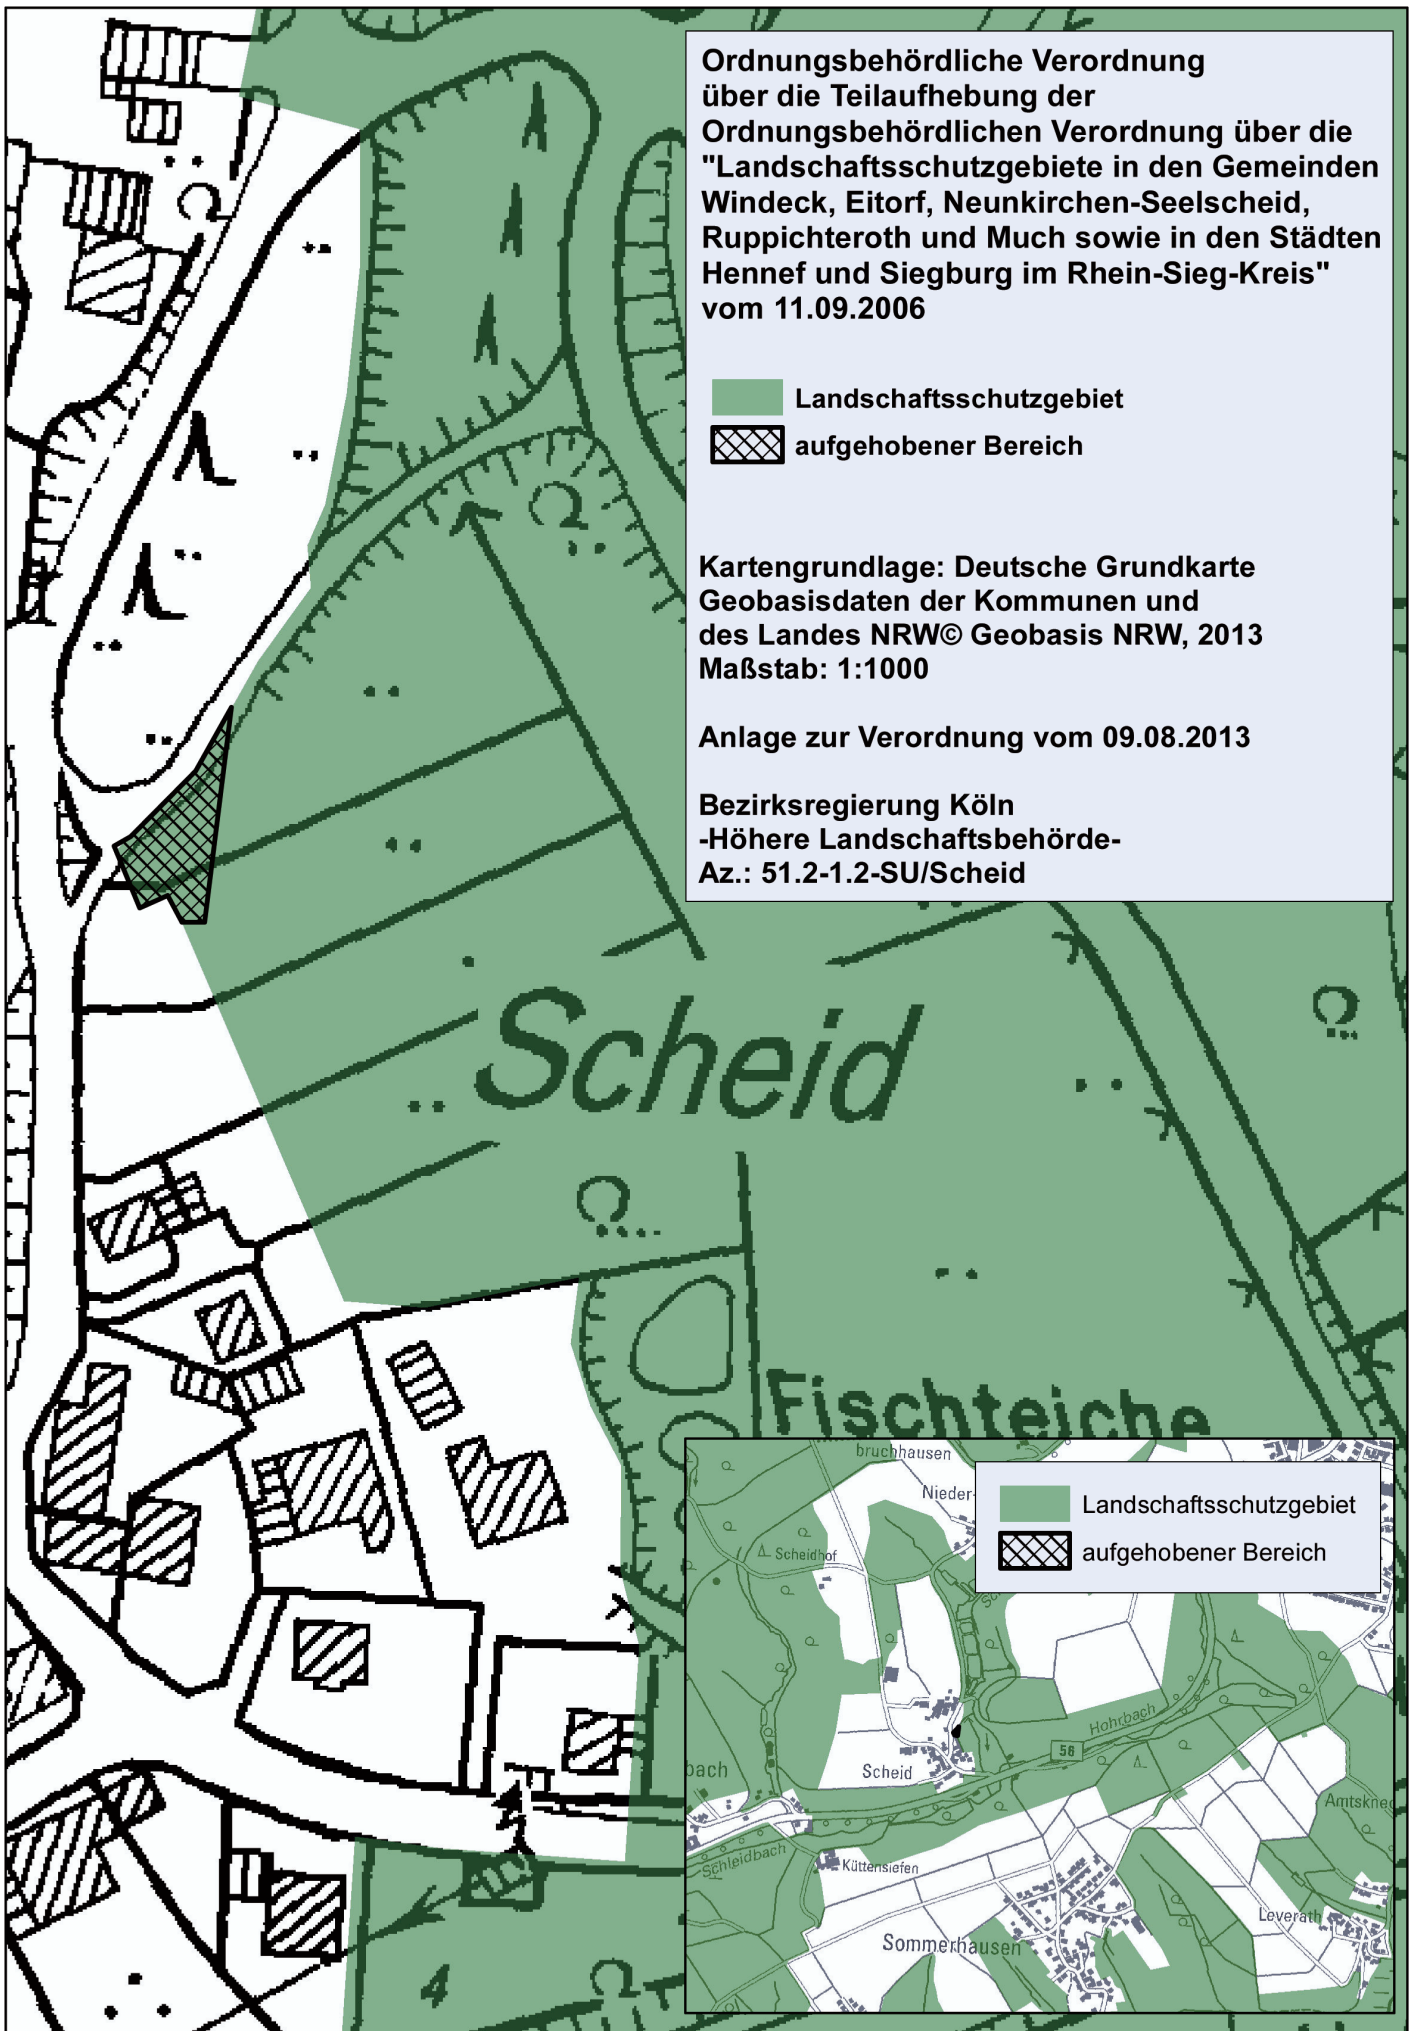 Ordnungsbehördliche Verordnung
über die Teilaufhebung der
Ordnungsbehördlichen Verordnung über die
"Landschaftsschutzgebiete in den Gemeinden
Windeck, Eitorf, Neunkirchen-Seelscheid,
Ruppichteroth und Much sowie in den Städten
Hennef und Siegburg im Rhein-Sieg-Kreis"
vom 11.09.2006
Landschaftsschutzgebiet
aufgehobener Bereich
Kartengrundlage: Deutsche Grundkarte
Geobasisdaten der Kommunen und
des Landes NRW© Geobasis NRW, 2013
Maßstab: 1:1000
Anlage zur Verordnung vom 09.08.2013
Bezirksregierung Köln
-Höhere Landschaftsbehörde-
Az.: 51.2-1.2-SU/Scheid
Scheid
Fischteiche
bruchhausen
Nieder-
Landschaftsschutzgebiet
aufgehobener Bereich
Scheidhof
Hohrbach
56
Scheid
bach
Amtskne
Schleidbach
Küttensiefen
Leverath
Sommerhausen
4